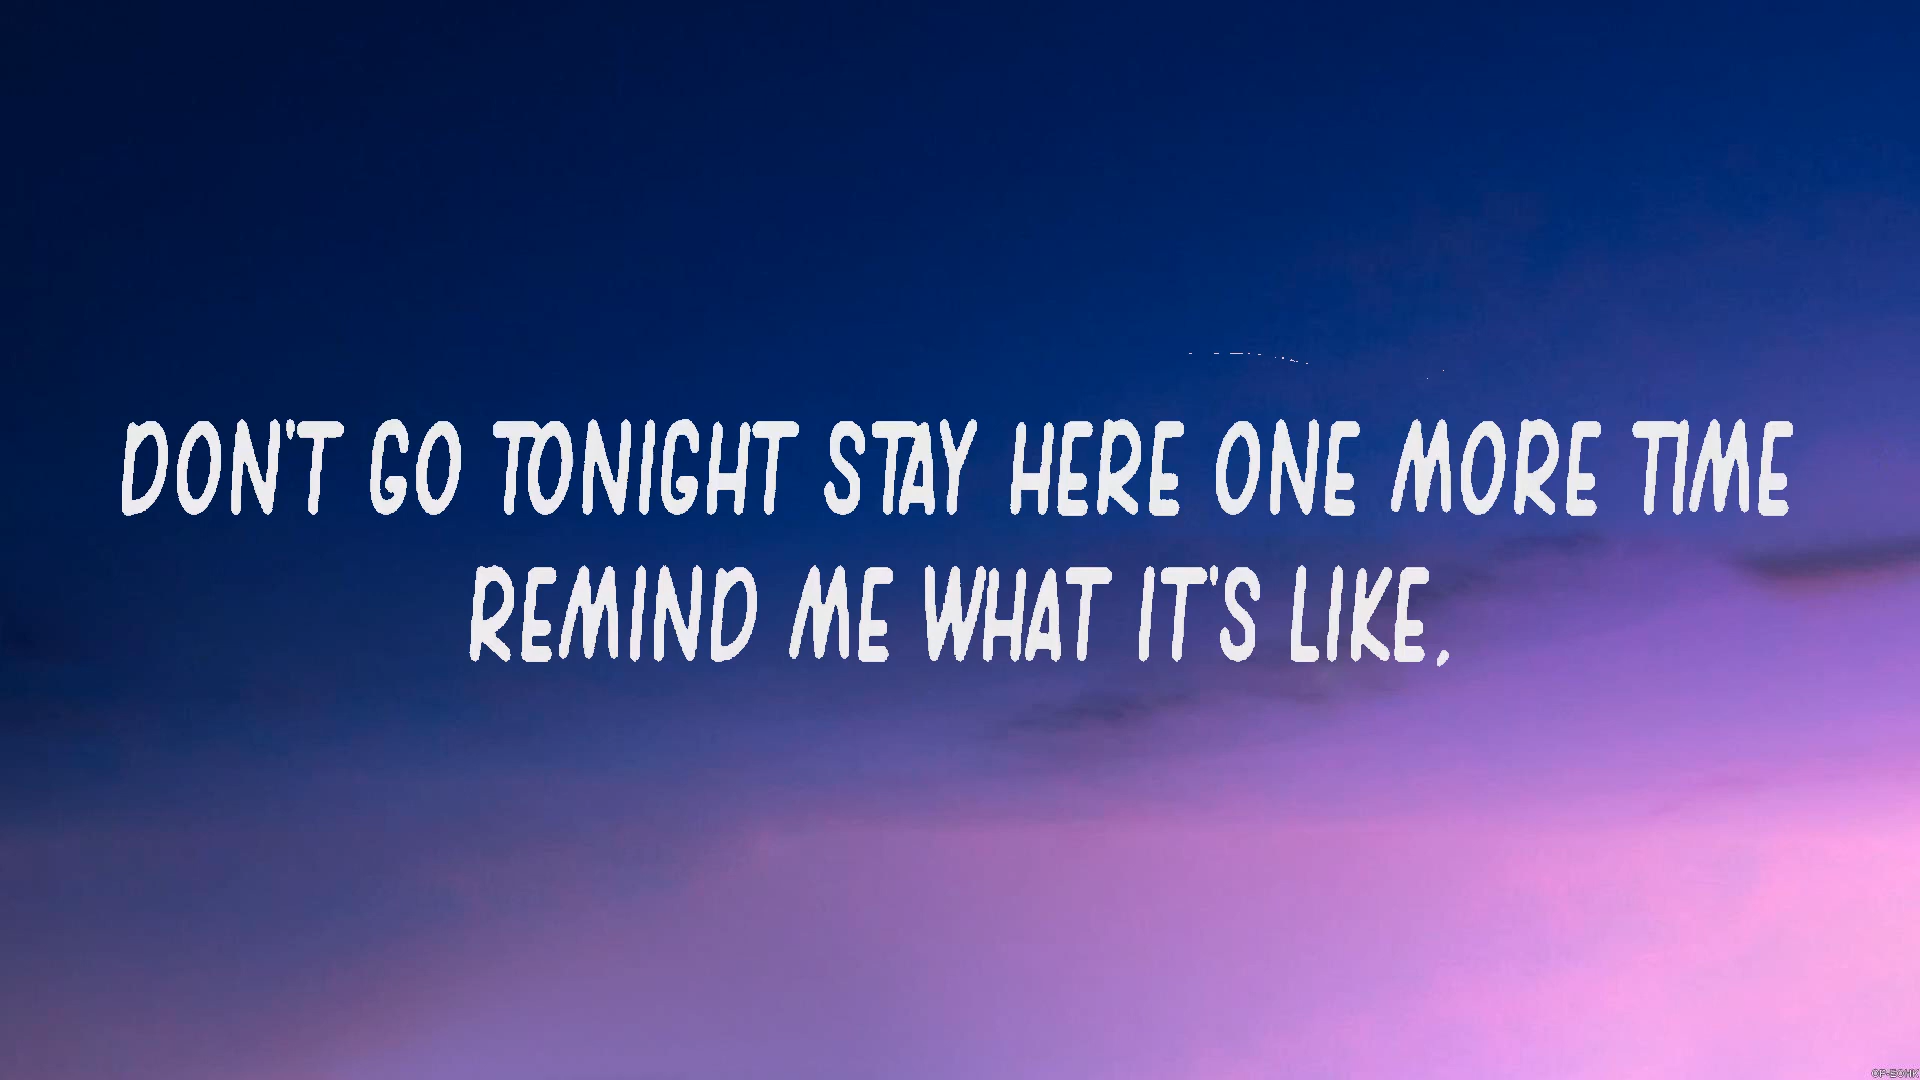 DON'T GO TONIGHT STAY HERE ONE MORE TIME
REMIND ME WHAT IT'S LIKE,